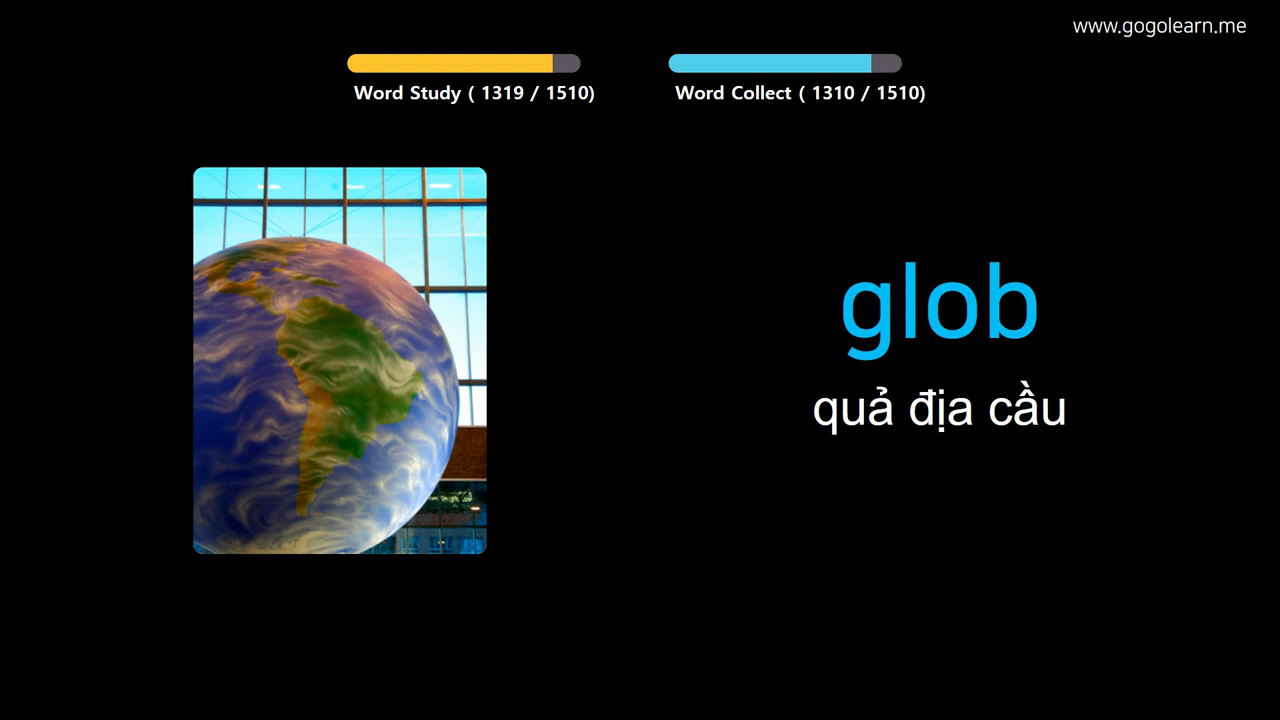 www.gogolearn.me
Word Study ( 1319 / 1510)
Word Collect ( 1310 / 1510)
glob
quả địa cầu